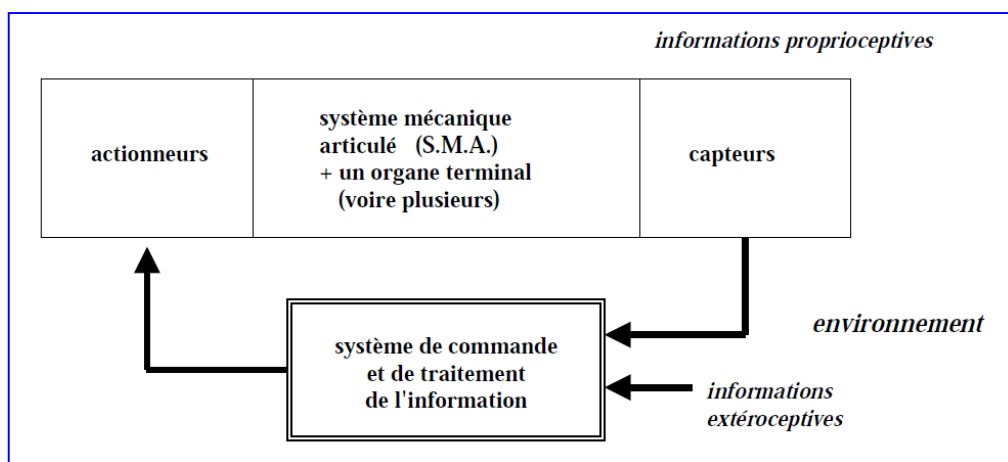 informations proprioceptives
actionneurs
système mécanique
articulé (S.M.A.)
+ un organe terminal
(voire plusieurs)
capteurs
environnement
système de commande
et de traitement
de l'information
informations
extéroceptives